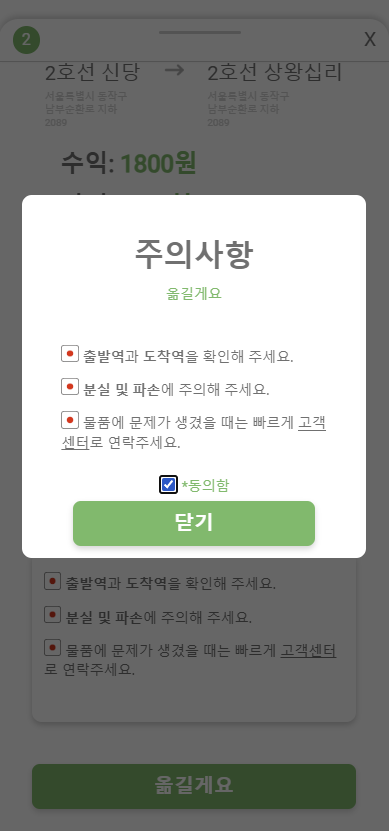 2
X
2호선 신당 → 2호선 상왕십리
서울특별시 동작구 서울특별시 동작구
남부순환로 지하 남부순환로 지하
2089 2089
수익: 1800원
주의사항
옮길게요
출발역과 도착역을 확인해 주세요.
분실 및 파손에 주의해 주세요.
물품에 문제가 생겼을 때는 빠르게 고객
센터로 연락주세요.
*동의함
닫기
출발역과 도착역을 확인해 주세요.
분실 및 파손에 주의해 주세요.
물품에 문제가 생겼을 때는 빠르게 고객센터
로 연락주세요.
옮길게요